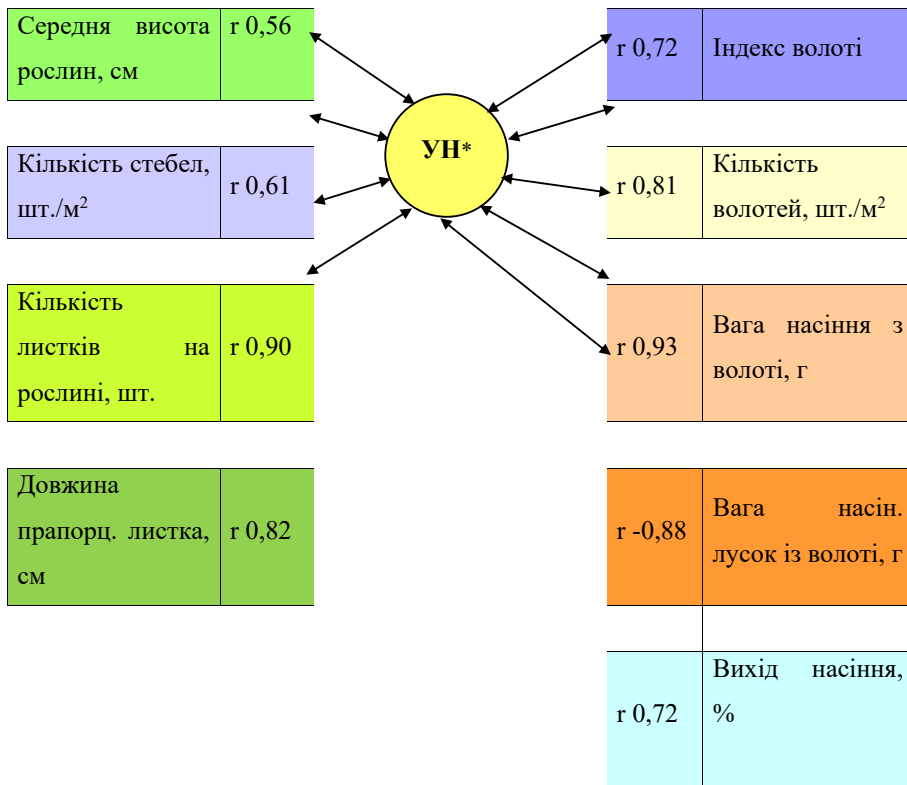 Середня висота
рослин, см
r 0,56
Кількість стебел,
шт./м²
r 0,61
Кількість
листків на
рослині, шт.
r 0,90
Довжина
прапорц. листка,
см
r 0,82
УН*
r 0,72
Індекс волоті
r 0,81
Кількість
волотей, шт./м²
r 0,93
Вага насіння з
волоті, г
r -0,88
Вага насін.
лусок із волоті, г
r 0,72
Вихід насіння,
%